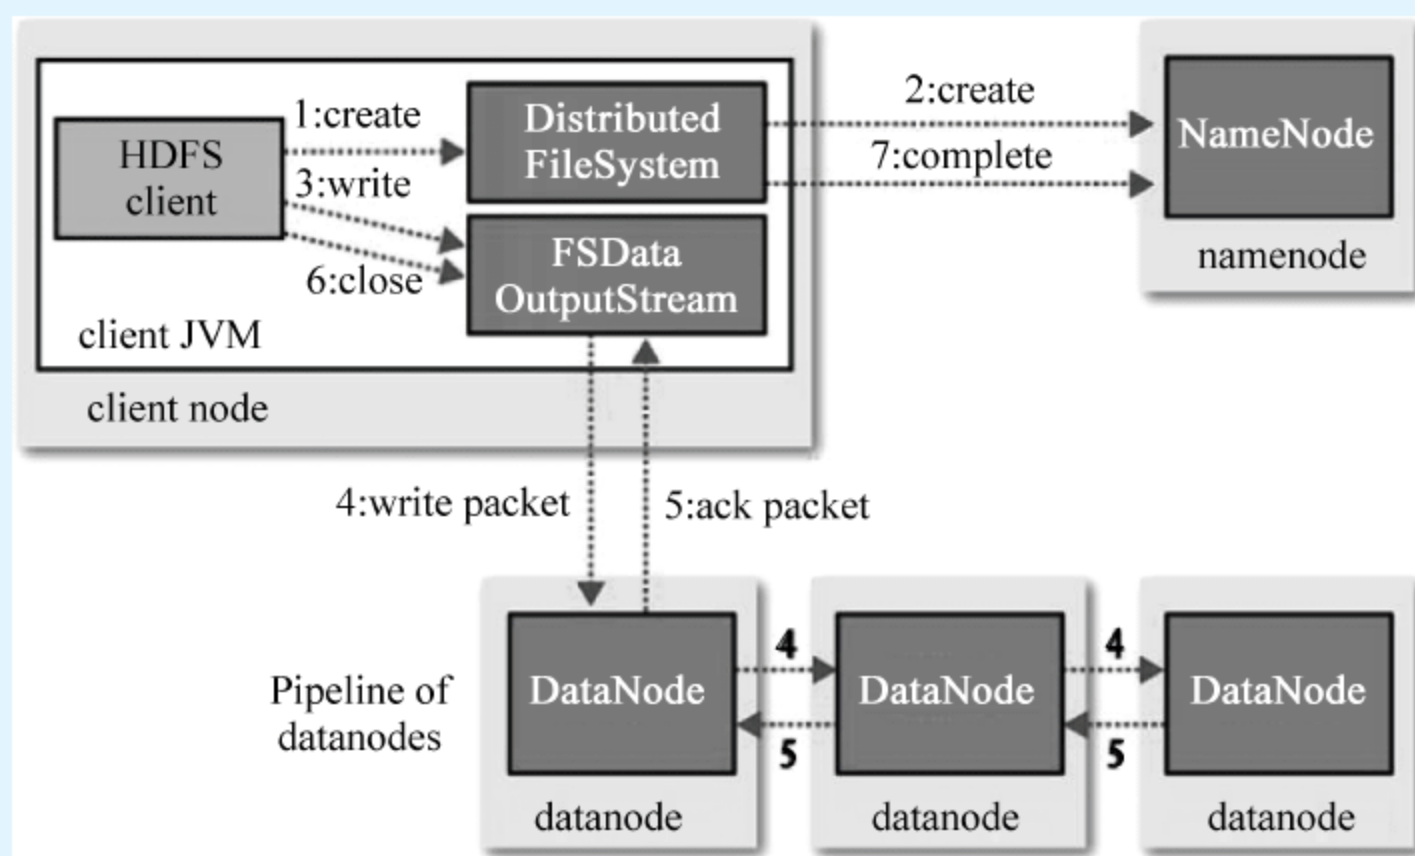 1:create
Distributed
FileSystem
2:create
NameNode
HDFS
client
7:complete
3:write
FSData
OutputStream
namenode
6:close
client JVM
client node
4:write packet
5:ack packet
Pipeline of
datanodes
DataNode
4
5
DataNode
4
5
DataNode
datanode
datanode
datanode